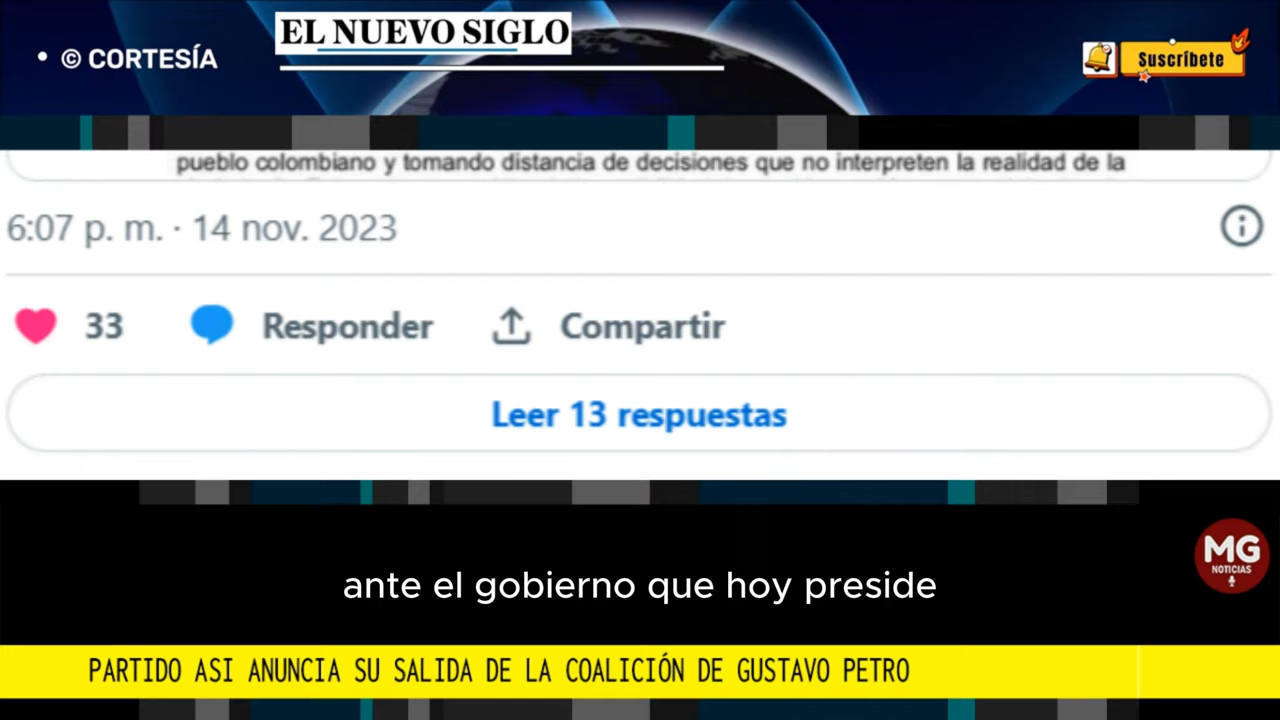 • © CORTESÍA
EL NUEVO SIGLO
Suscríbete
pueblo colombiano y tomando distancia de decisiones que no interpreten la realidad de la
6:07 p. m. · 14 nov. 2023
33 Responder Compartir
Leer 13 respuestas
MG
NOTICIAS
ante el gobierno que hoy preside
PARTIDO ASI ANUNCIA SU SALIDA DE LA COALICIÓN DE GUSTAVO PETRO